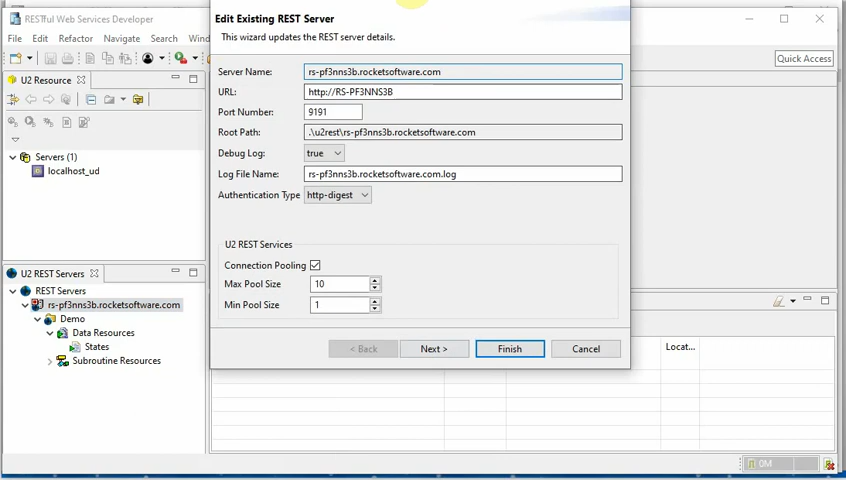 RESTful Web Services Developer
File Edit Refactor Navigate Search
Quick Access
U2 Resource
Servers (1)
localhost_ud
U2 REST Servers
REST Servers
rs-pf3nns3b.rocketsoftware.com
Demo
Data Resources
States
Subroutine Resources
Edit Existing REST Server
This wizard updates the REST server details.
Server Name: rs-pf3nns3b.rocketsoftware.com
URL: http://RS-PF3NNS3B
Port Number: 9191
Root Path: .\u2rest\rs-pf3nns3b.rocketsoftware.com
Debug Log: true
Log File Name: rs-pf3nns3b.rocketsoftware.com.log
Authentication Type http-digest
U2 REST Services
Connection Pooling
Max Pool Size 10
Min Pool Size 1
< Back Next > Finish Cancel
Locat...
0M